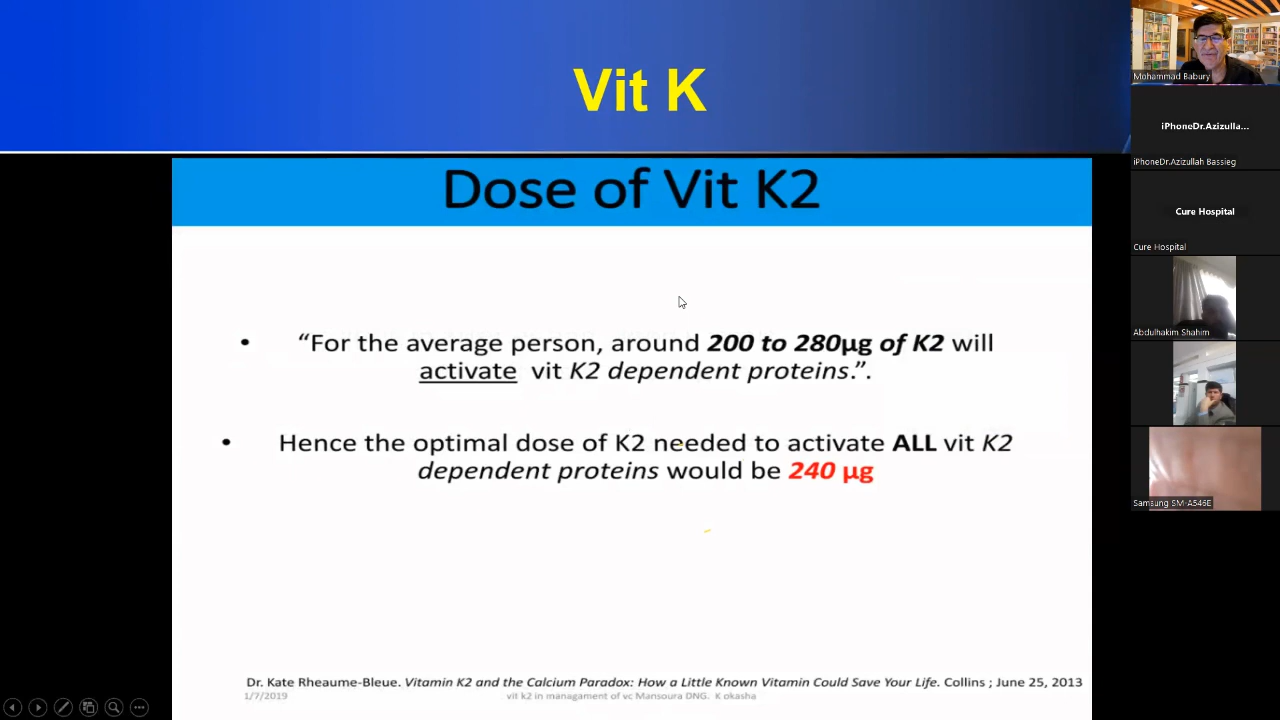 Vit K
Dose of Vit K2
• “For the average person, around 200 to 280µg of K2 will
activate vit K2 dependent proteins.”.
• Hence the optimal dose of K2 needed to activate ALL vit K2
dependent proteins would be 240 µg
Dr. Kate Rheaume-Bleue. Vitamin K2 and the Calcium Paradox: How a Little Known Vitamin Could Save Your Life. Collins ; June 25, 2013
1/7/2019
vit k2 in managament of vc Mansoura DNG. K okasha
Mohammad Babury
iPhoneDr.Azizulla...
iPhoneDr.Azizullah Bassieg
Cure Hospital
Cure Hospital
Abdulhakim Shahim
Samsung SM-A546E